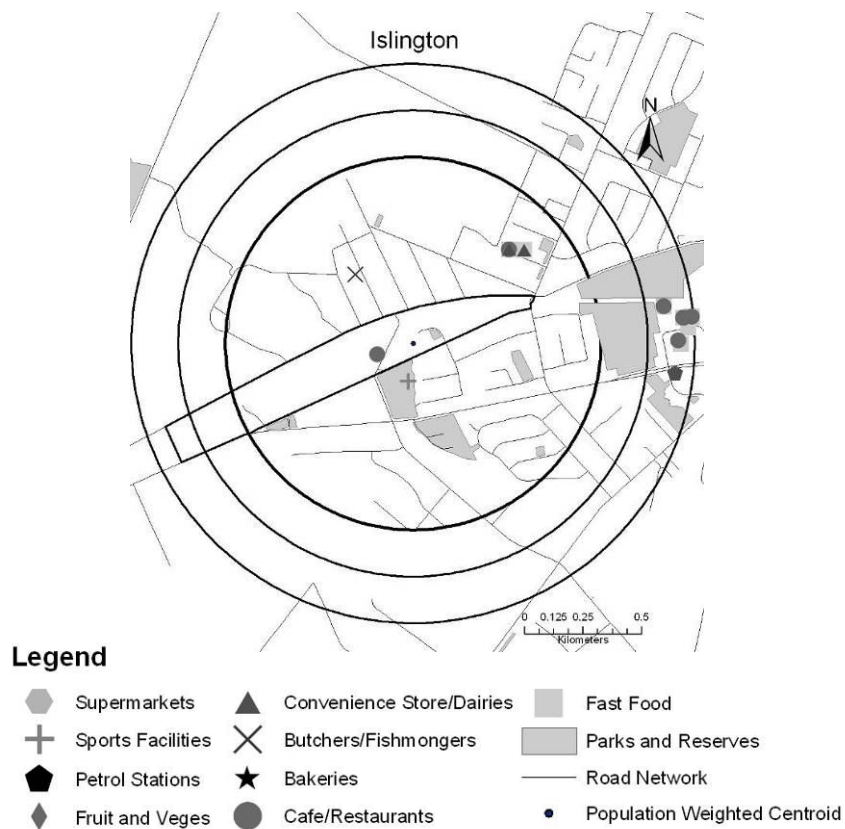 Islington
N
0 0.125 0.25 0.5
Kilometers
Legend
Supermarkets
Convenience Store/Dairies
Fast Food
Sports Facilities
Butchers/Fishmongers
Parks and Reserves
Petrol Stations
Bakeries
Road Network
Fruit and Veges
Cafe/Restaurants
Population Weighted Centroid